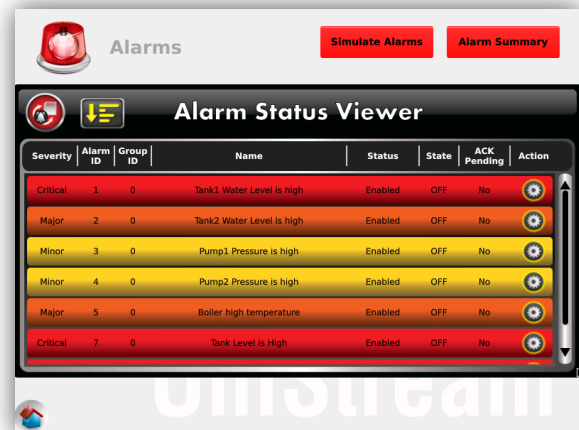 Alarms
Simulate Alarms
Alarm Summary
Alarm Status Viewer
Severity Alarm ID Group ID Name Status State ACK Pending Action
Critical 1 0 Tank1 Water Level is high Enabled OFF No
Major 2 0 Tank2 Water Level is high Enabled OFF No
Minor 3 0 Pump1 Pressure is high Enabled OFF No
Minor 4 0 Pump2 Pressure is high Enabled OFF No
Major 5 0 Boiler high temperature Enabled OFF No
Critical 7 0 Tank Level is High Enabled OFF No
UniStream